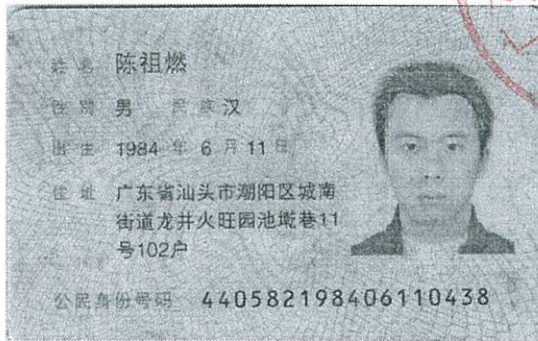 姓名 陈祖燃
性别 男 民族 汉
出生 1984 年 6 月 11 日
住址 广东省汕头市潮阳区城南
街道龙井火旺园池墘巷11
号102户
公民身份号码 440582198406110438